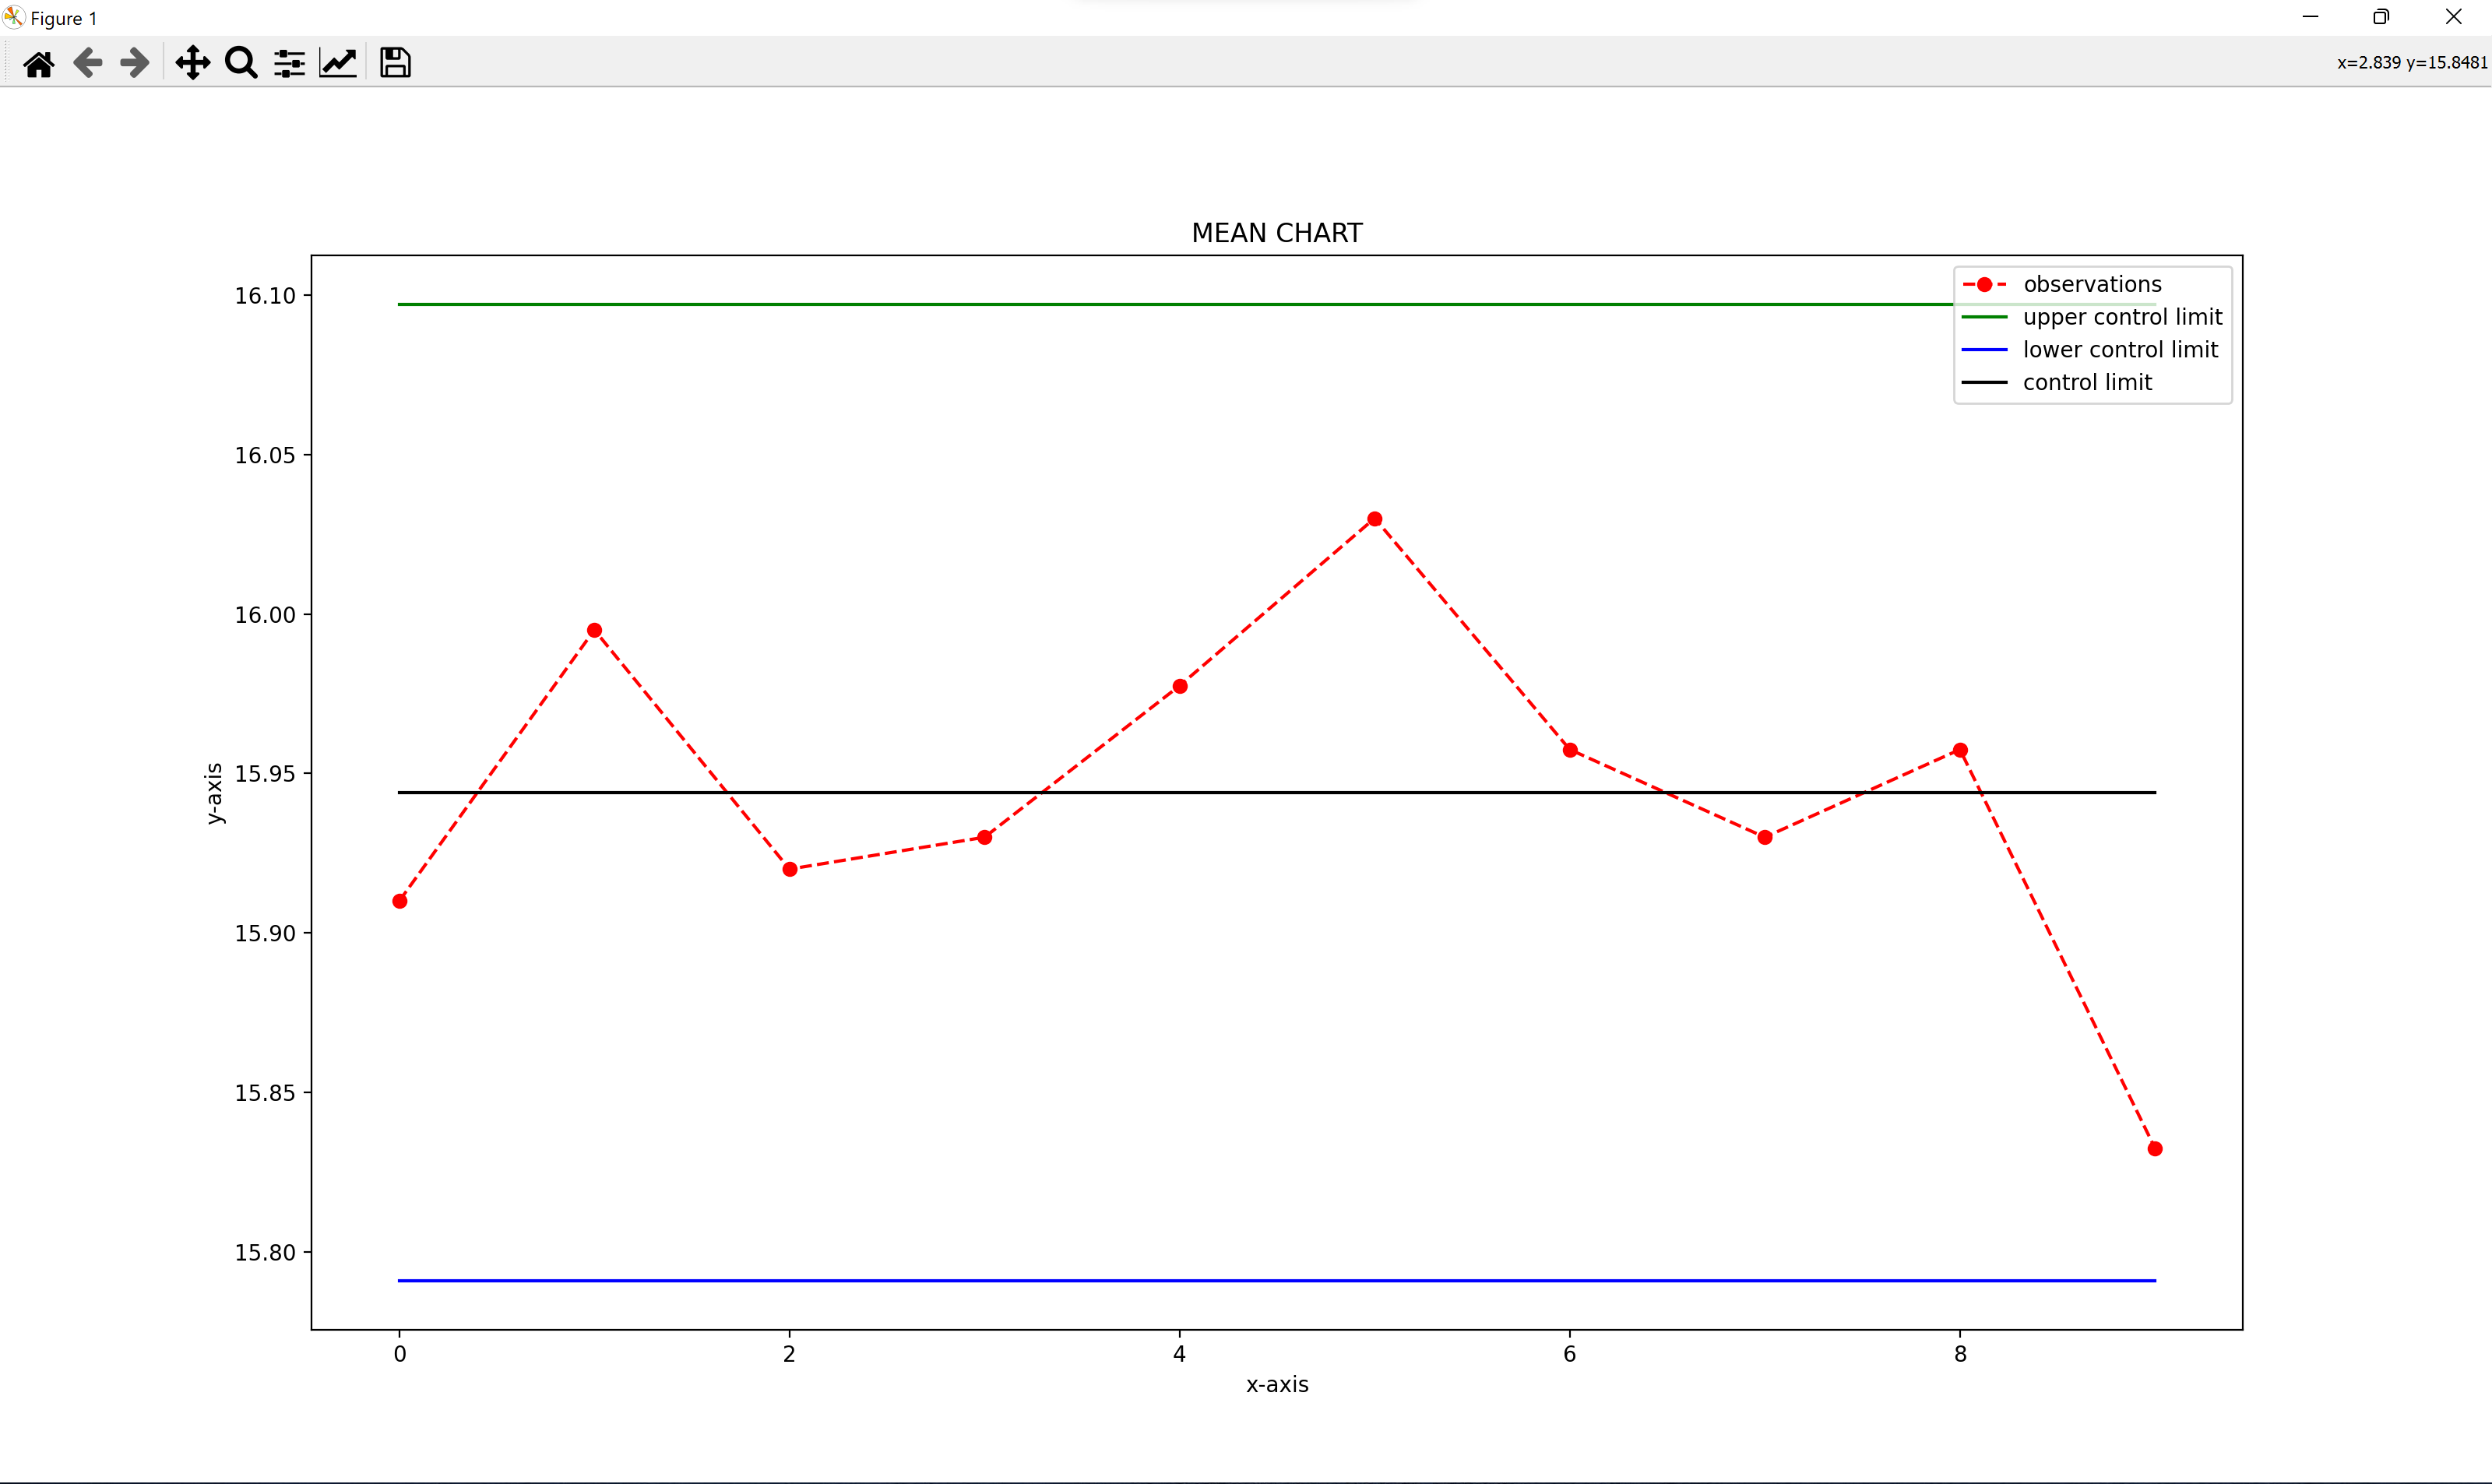 Figure 1
x=2.839 y=15.8481
MEAN CHART
observations
upper control limit
lower control limit
control limit
16.10
16.05
16.00
15.95
15.90
15.85
15.80
y-axis
0 2 4 6 8
x-axis